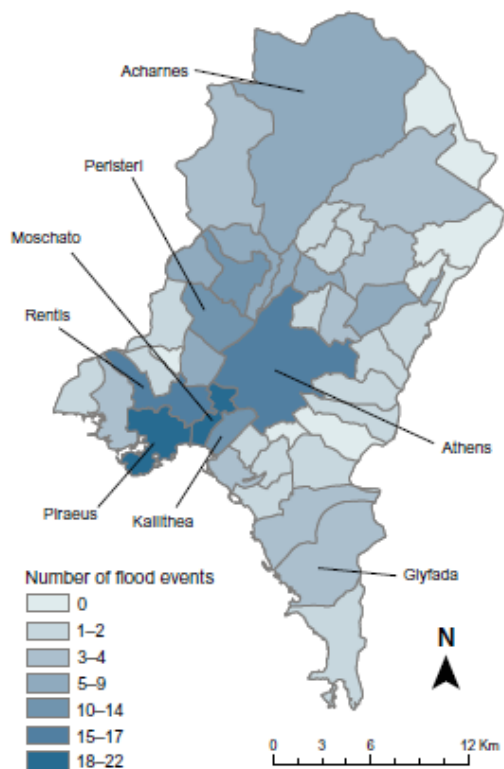 Acharnes
Peristeri
Moschato
Rentis
Athens
Piraeus
Kallithea
Glyfada
Number of flood events
0
1–2
3–4
5–9
10–14
15–17
18–22
N
0 3 6 12 Km